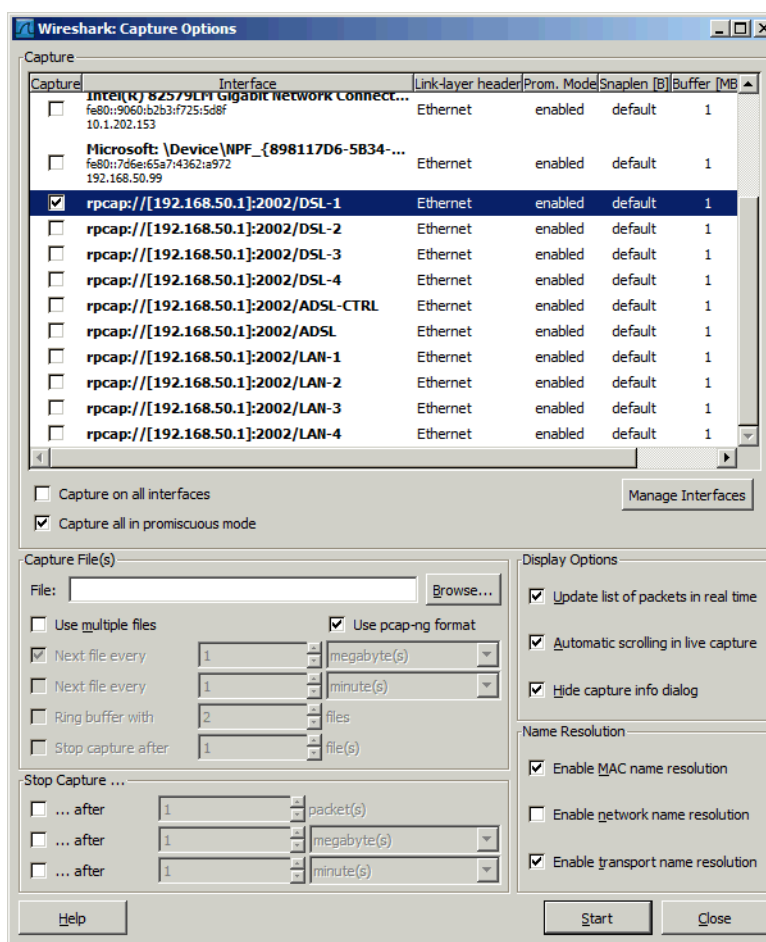 Wireshark: Capture Options
Capture
Capture Interface Link-layer header Prom. Mode Snaplen [B] Buffer [MB
Intel(R) 82579LM Gigabit Network Connect...
fe80::9060:b2b3:f725:5d8f
10.1.202.153
Ethernet enabled default 1
Microsoft: \Device\NPF_{898117D6-5B34-...
fe80::7d6e:65a7:4362:a972
192.168.50.99
Ethernet enabled default 1
rpcap://[192.168.50.1]:2002/DSL-1 Ethernet enabled default 1
rpcap://[192.168.50.1]:2002/DSL-2 Ethernet enabled default 1
rpcap://[192.168.50.1]:2002/DSL-3 Ethernet enabled default 1
rpcap://[192.168.50.1]:2002/DSL-4 Ethernet enabled default 1
rpcap://[192.168.50.1]:2002/ADSL-CTRL Ethernet enabled default 1
rpcap://[192.168.50.1]:2002/ADSL Ethernet enabled default 1
rpcap://[192.168.50.1]:2002/LAN-1 Ethernet enabled default 1
rpcap://[192.168.50.1]:2002/LAN-2 Ethernet enabled default 1
rpcap://[192.168.50.1]:2002/LAN-3 Ethernet enabled default 1
rpcap://[192.168.50.1]:2002/LAN-4 Ethernet enabled default 1
Capture on all interfaces
Manage Interfaces
Capture all in promiscuous mode
Capture File(s)
File: Browse...
Use multiple files Use pcap-ng format
Next file every 1 megabyte(s)
Next file every 1 minute(s)
Ring buffer with 2 files
Stop capture after 1 file(s)
Stop Capture ...
... after 1 packet(s)
... after 1 megabyte(s)
... after 1 minute(s)
Display Options
Update list of packets in real time
Automatic scrolling in live capture
Hide capture info dialog
Name Resolution
Enable MAC name resolution
Enable network name resolution
Enable transport name resolution
Help Start Close